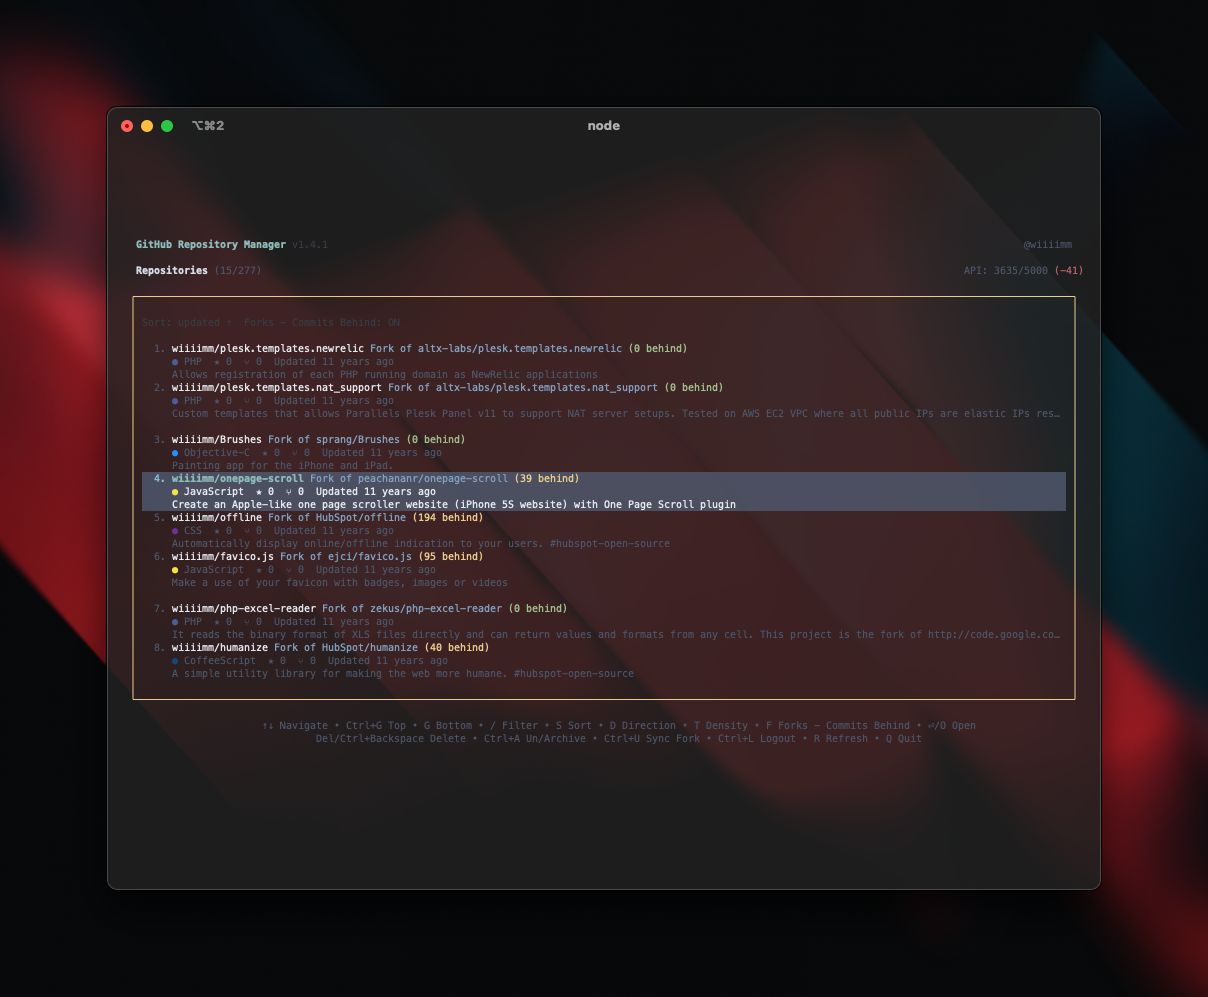 ⌥⌘2 node
GitHub Repository Manager v1.4.1 @wiiiimm
Repositories (15/277) API: 3635/5000 (−41)
Sort: updated ↑ Forks - Commits Behind: ON
1. wiiiimm/plesk.templates.newrelic Fork of altx-labs/plesk.templates.newrelic (0 behind)
● PHP ★ 0 ⑂ 0 Updated 11 years ago
Allows registration of each PHP running domain as NewRelic applications
2. wiiiimm/plesk.templates.nat_support Fork of altx-labs/plesk.templates.nat_support (0 behind)
● PHP ★ 0 ⑂ 0 Updated 11 years ago
Custom templates that allows Parallels Plesk Panel v11 to support NAT server setups. Tested on AWS EC2 VPC where all public IPs are elastic IPs res…
3. wiiiimm/Brushes Fork of sprang/Brushes (0 behind)
● Objective-C ★ 0 ⑂ 0 Updated 11 years ago
Painting app for the iPhone and iPad.
4. wiiiimm/onepage-scroll Fork of peachananr/onepage-scroll (39 behind)
● JavaScript ★ 0 ⑂ 0 Updated 11 years ago
Create an Apple-like one page scroller website (iPhone 5S website) with One Page Scroll plugin
5. wiiiimm/offline Fork of HubSpot/offline (194 behind)
● CSS ★ 0 ⑂ 0 Updated 11 years ago
Automatically display online/offline indication to your users. #hubspot-open-source
6. wiiiimm/favico.js Fork of ejci/favico.js (95 behind)
● JavaScript ★ 0 ⑂ 0 Updated 11 years ago
Make a use of your favicon with badges, images or videos
7. wiiiimm/php-excel-reader Fork of zekus/php-excel-reader (0 behind)
● PHP ★ 0 ⑂ 0 Updated 11 years ago
It reads the binary format of XLS files directly and can return values and formats from any cell. This project is the fork of http://code.google.co…
8. wiiiimm/humanize Fork of HubSpot/humanize (40 behind)
● CoffeeScript ★ 0 ⑂ 0 Updated 11 years ago
A simple utility library for making the web more humane. #hubspot-open-source
↑↓ Navigate • Ctrl+G Top • G Bottom • / Filter • S Sort • D Direction • T Density • F Forks - Commits Behind • ⏎/O Open
Del/Ctrl+Backspace Delete • Ctrl+A Un/Archive • Ctrl+U Sync Fork • Ctrl+L Logout • R Refresh • Q Quit